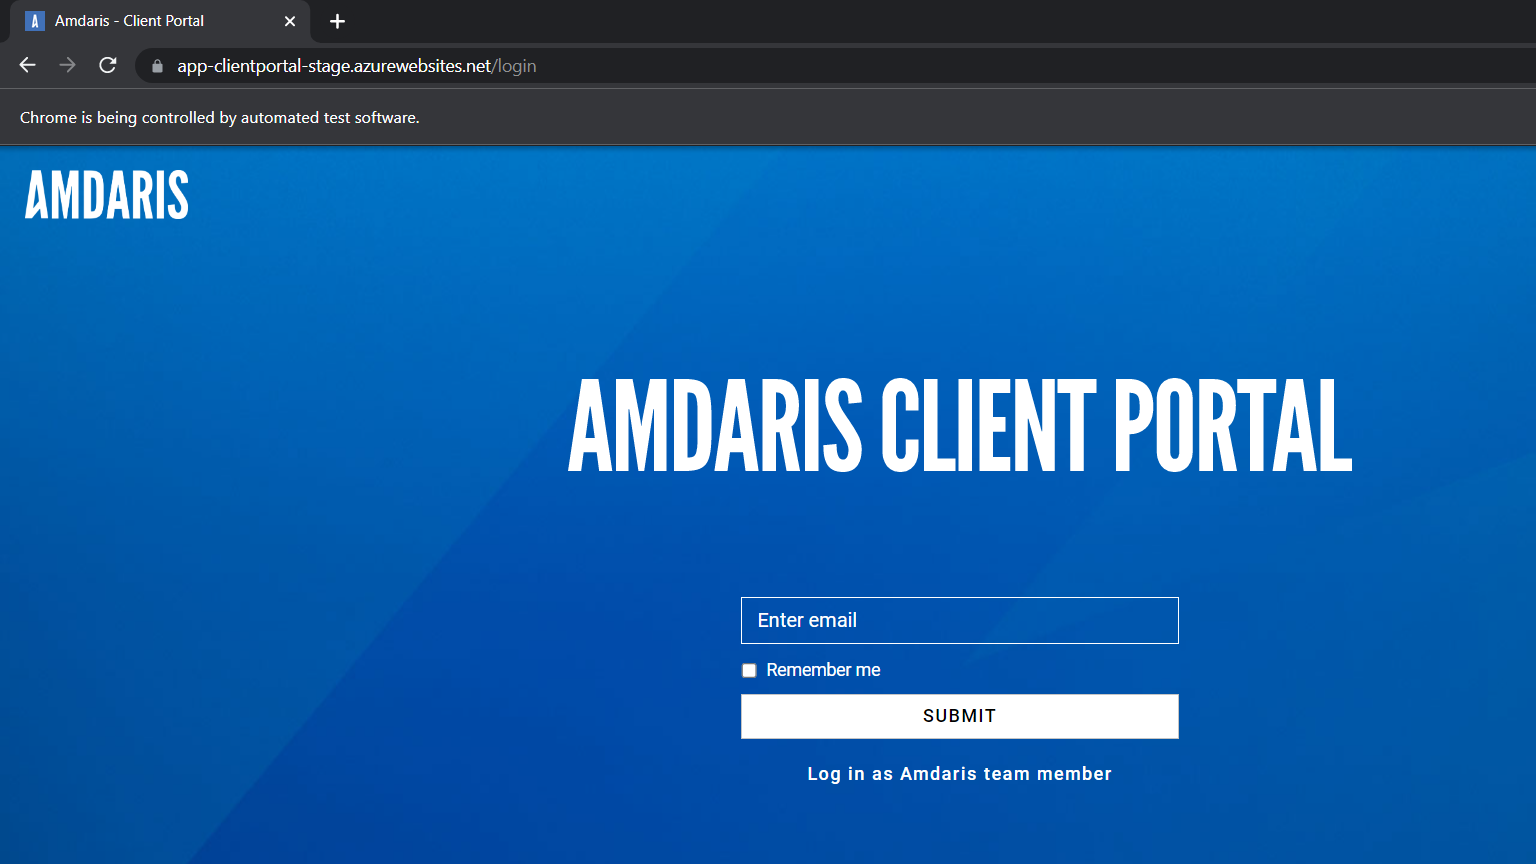 Amdaris - Client Portal
app-clientportal-stage.azurewebsites.net/login
Chrome is being controlled by automated test software.
AMDARIS
AMDARIS CLIENT PORTAL
Enter email
Remember me
SUBMIT
Log in as Amdaris team member